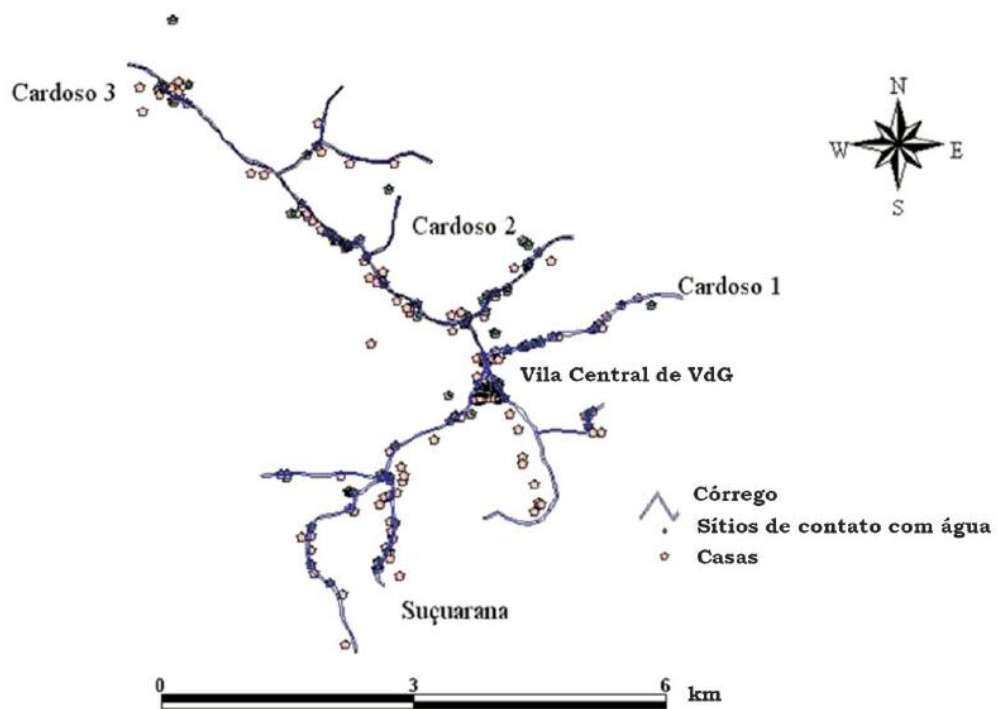 Cardoso 3
N
W
E
S
Cardoso 2
Cardoso 1
Vila Central de VdG
Córrego
Sítios de contato com água
Casas
Suçuarana
0
3
6
km